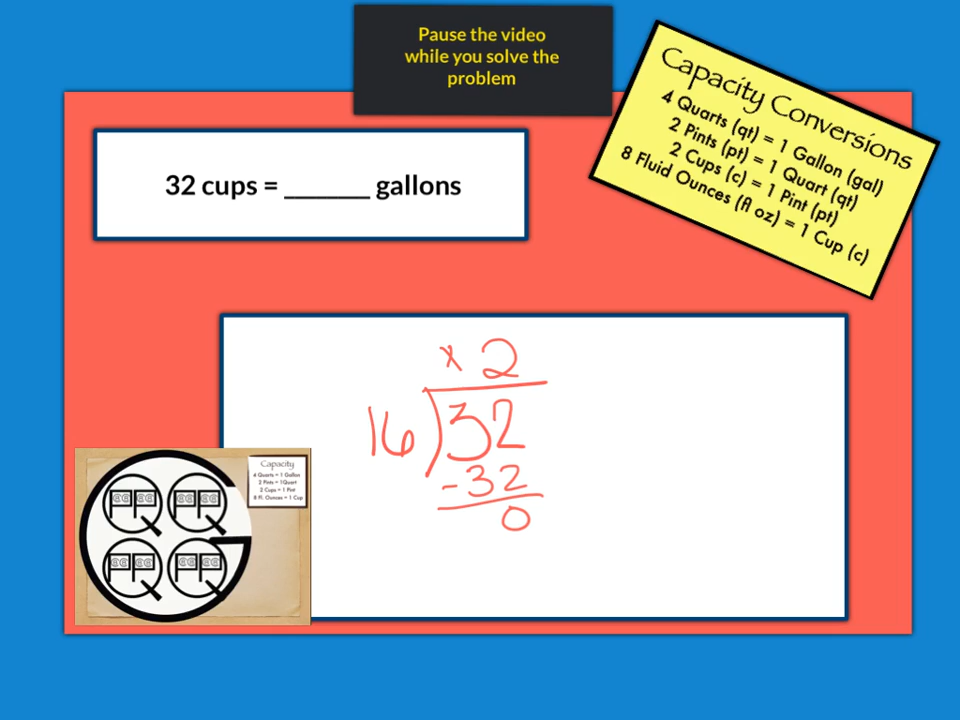 Pause the video
while you solve the
problem
Capacity Conversions
4 Quarts (qt) = 1 Gallon (gal)
2 Pints (pt) = 1 Quart (qt)
2 Cups (c) = 1 Pint (pt)
8 Fluid Ounces (fl oz) = 1 Cup (c)
32 cups = ______ gallons
x 2
16 32
-32
0
Capacity
4 Quarts = 1 Gallon
2 Pints = 1Quart
2 Cups = 1 Pint
8 Fl. Ounces = 1 Cup
G
P P P P
Q Q
P P P P
Q Q